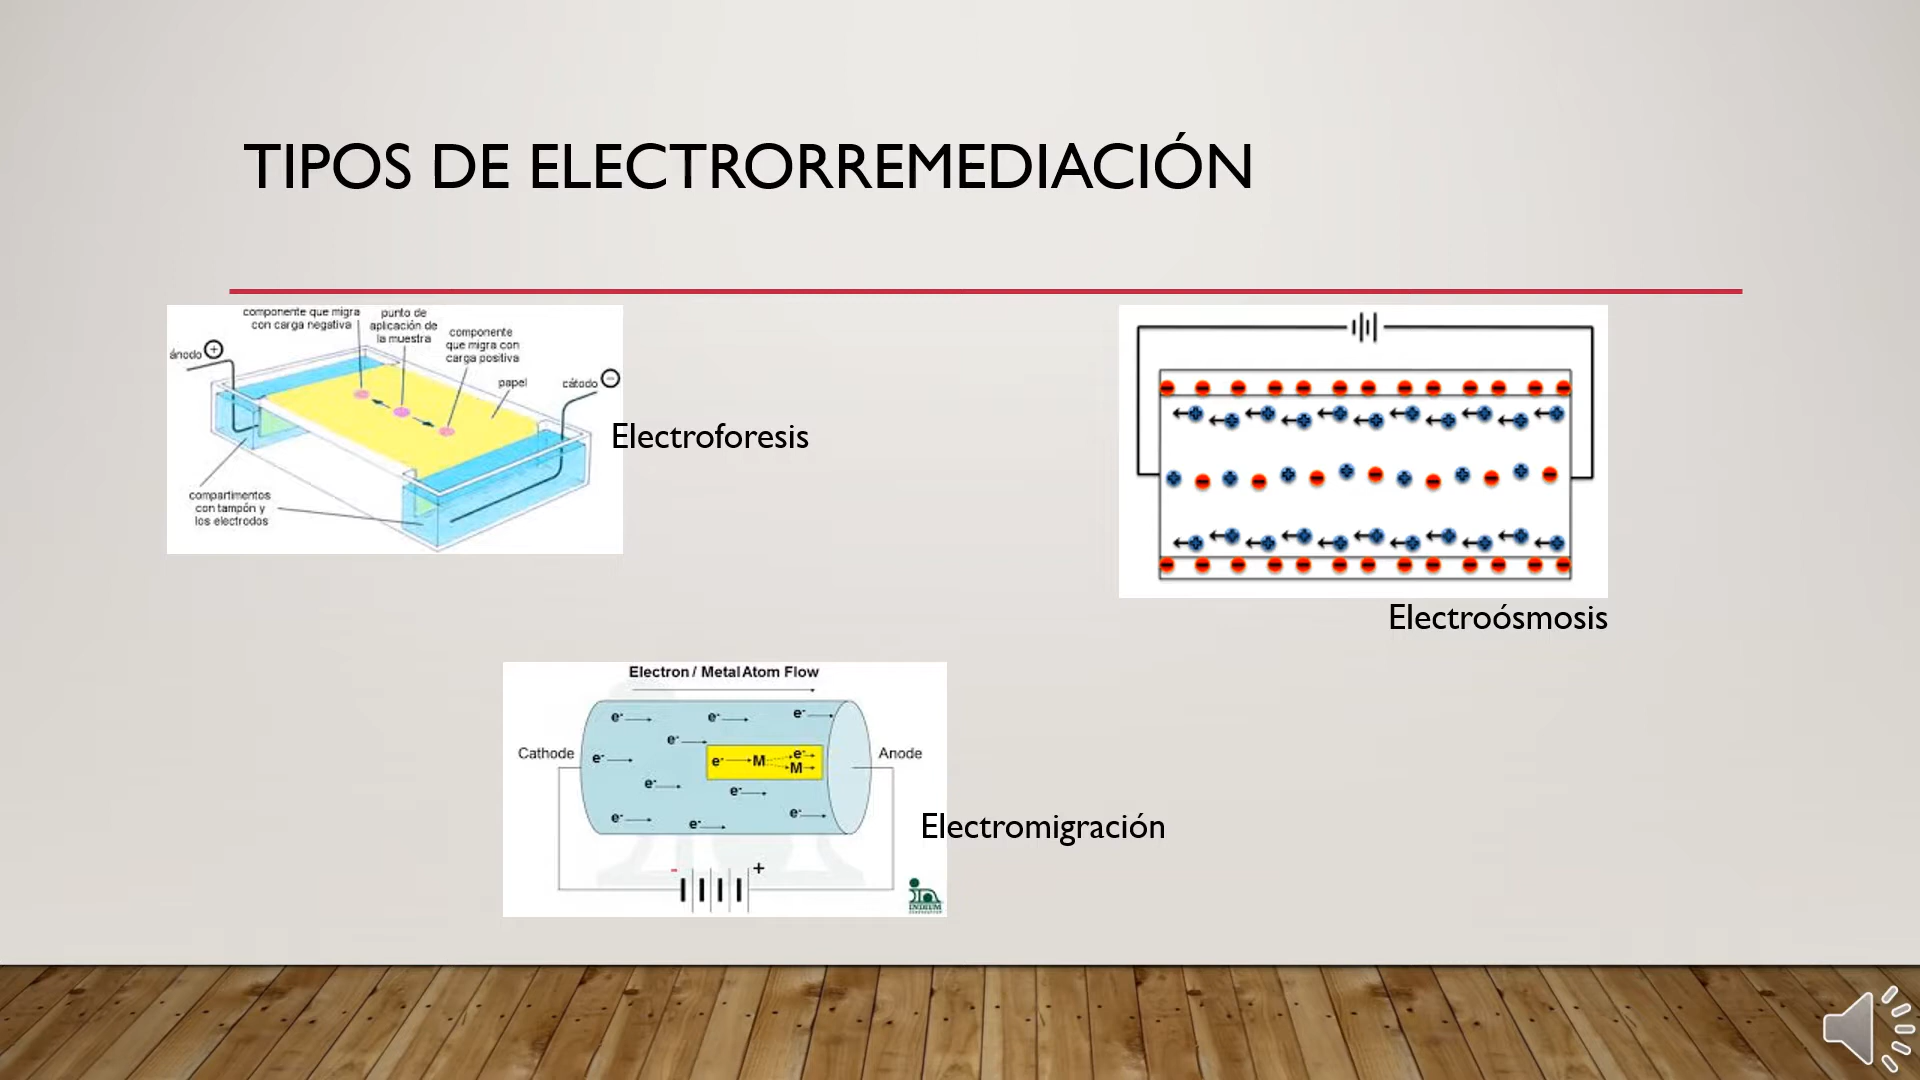 TIPOS DE ELECTRORREMEDIACIÓN
componente que migra
con carga negativa
punto de
aplicación de
la muestra
componente
que migra con
carga positiva
ánodo +
papel
cátodo −
compartimentos
con tampón y
los electrodos
Electroforesis
Electroósmosis
Electron / Metal Atom Flow
e- e- e-
e-
Cathode
e-
e- M e-
M
Anode
e-
e-
e- e- e-
- +
INDIUM
Electromigración